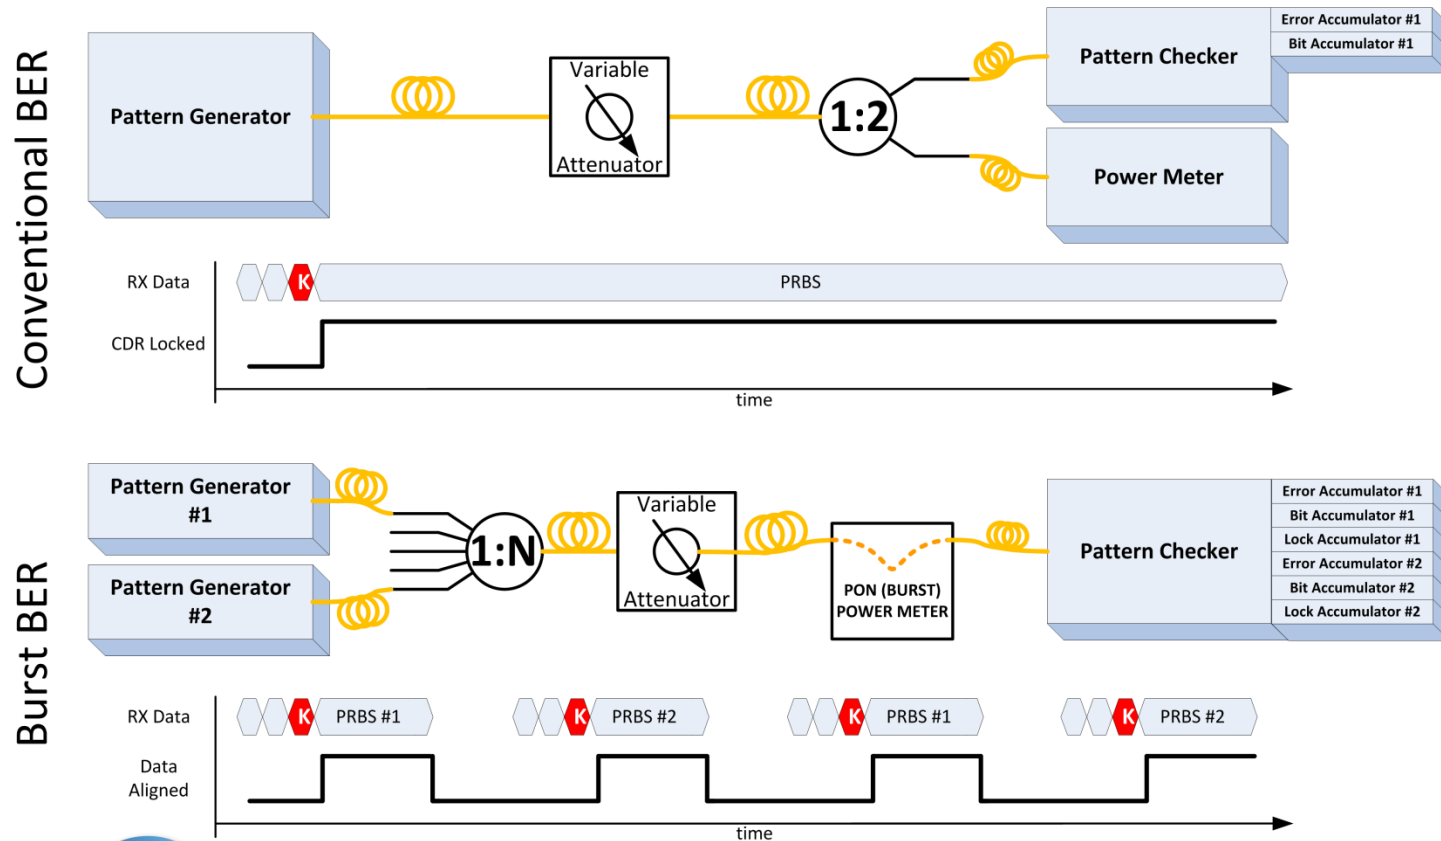 Conventional BER
Pattern Generator
Variable
Attenuator
1:2
Pattern Checker
Error Accumulator #1
Bit Accumulator #1
Power Meter
RX Data
K
PRBS
CDR Locked
time
Burst BER
Pattern Generator
#1
Pattern Generator
#2
1:N
Variable
Attenuator
PON (BURST)
POWER METER
Pattern Checker
Error Accumulator #1
Bit Accumulator #1
Lock Accumulator #1
Error Accumulator #2
Bit Accumulator #2
Lock Accumulator #2
RX Data
K
PRBS #1
K
PRBS #2
K
PRBS #1
K
PRBS #2
Data
Aligned
time